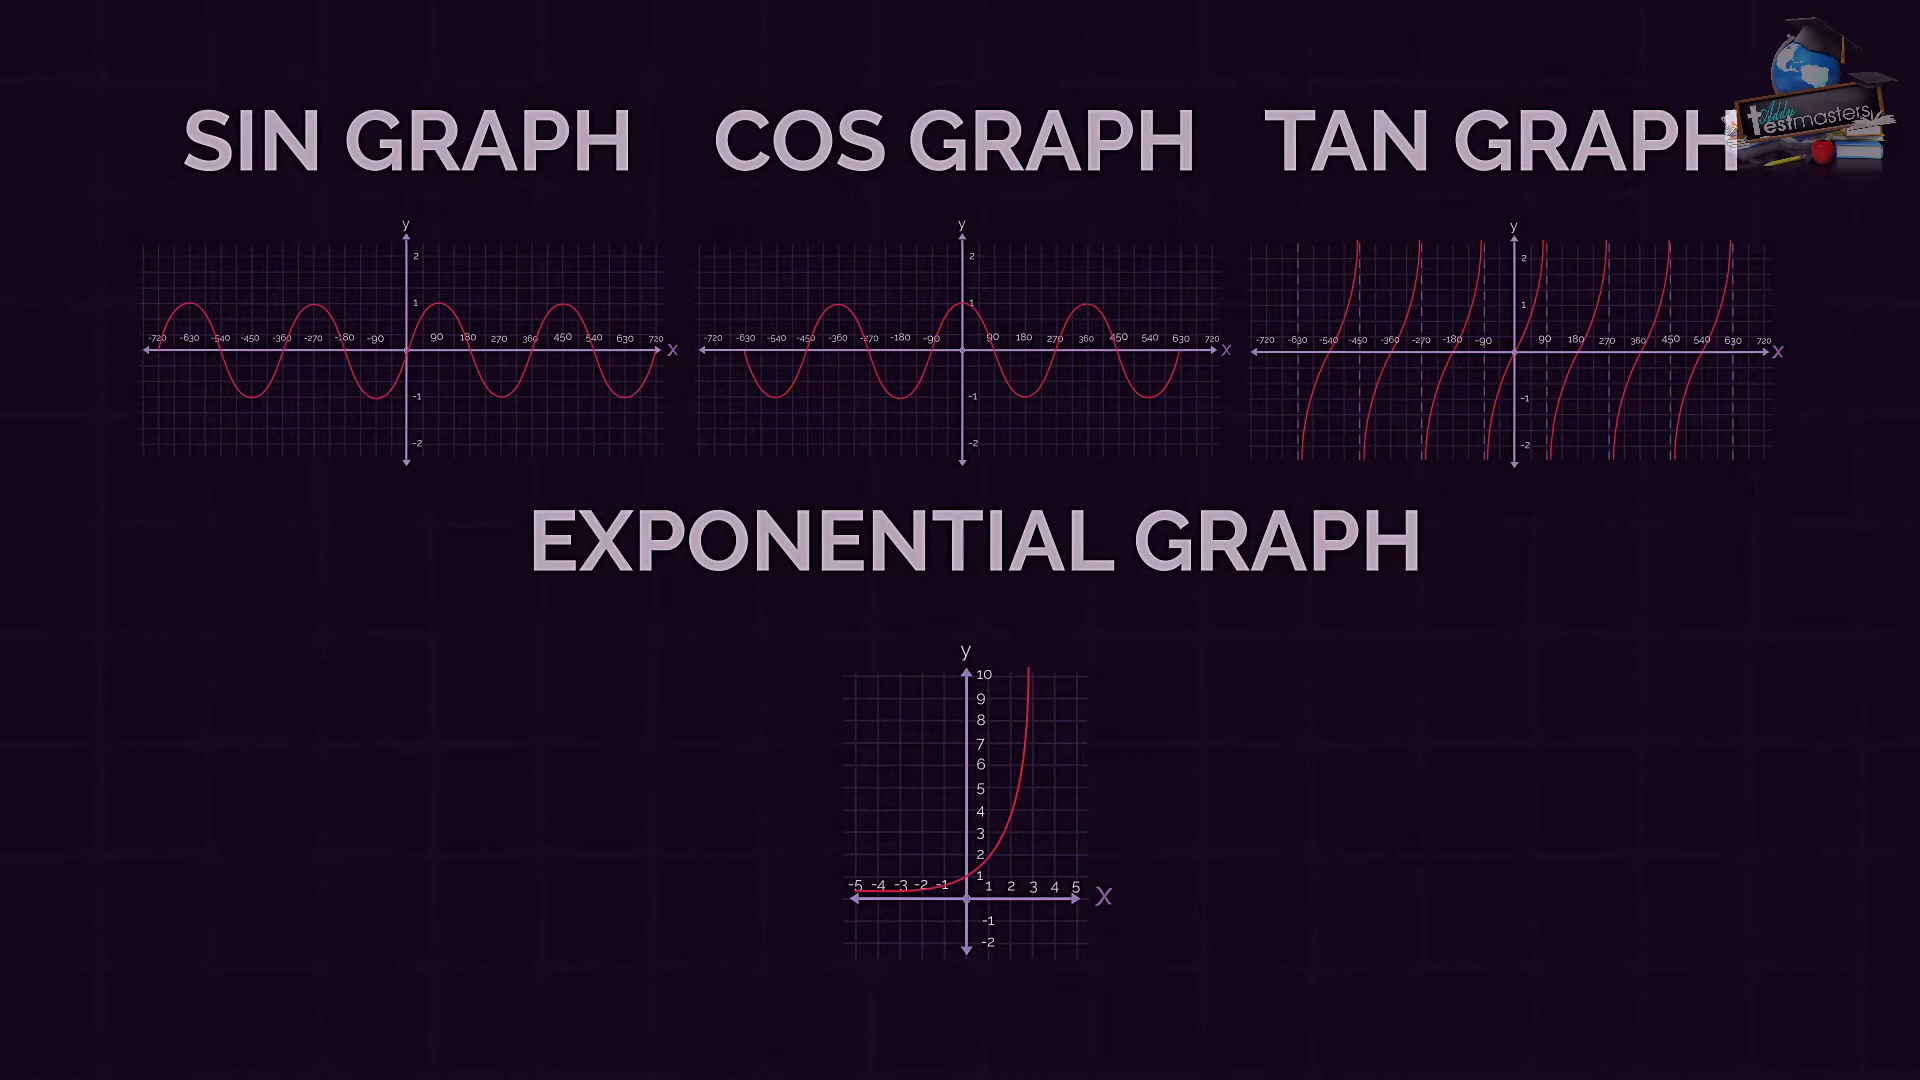 SIN GRAPH COS GRAPH TAN GRAPH
Addu
testmasters
y y y
2 2 2
1 1 1
-720 -630 -540 -450 -360 -270 -180 -90 90 180 270 360 450 540 630 720 X
-720 -630 -540 -450 -360 -270 -180 -90 90 180 270 360 450 540 630 720 X
-720 -630 -540 -450 -360 -270 -180 -90 90 180 270 360 450 540 630 720 X
-1 -1 -1
-2 -2 -2
EXPONENTIAL GRAPH
y
10
9
8
7
6
5
4
3
2
1
-5 -4 -3 -2 -1 1 2 3 4 5 X
-1
-2